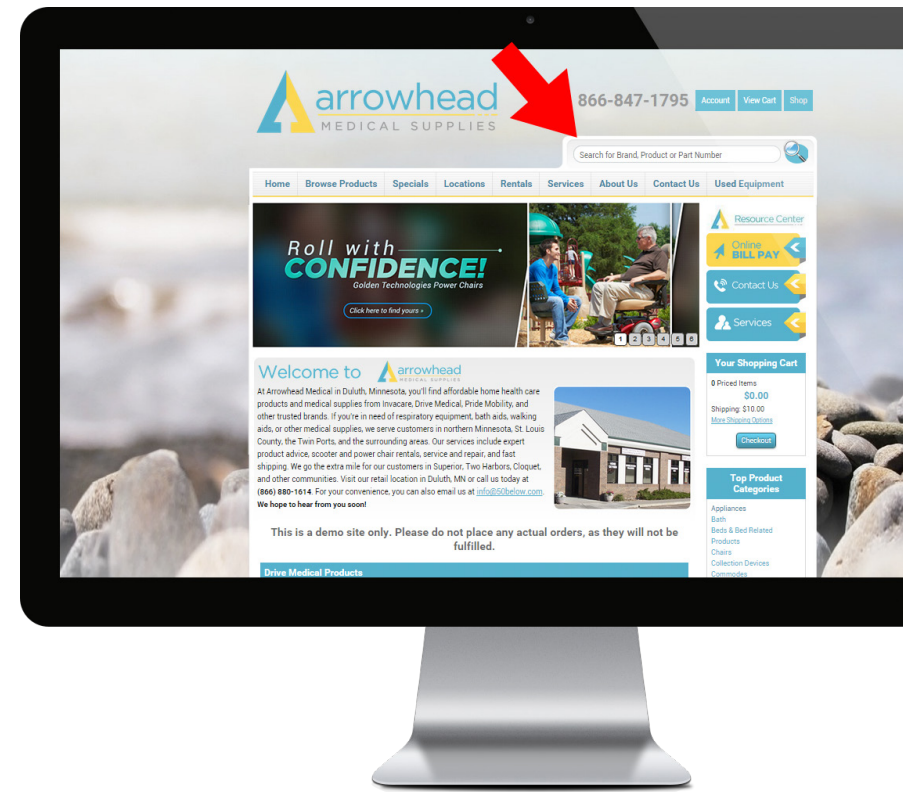 arrowhead
MEDICAL SUPPLIES
866-847-1795
Account View Cart Shop
Search for Brand, Product or Part Number
Home Browse Products Specials Locations Rentals Services About Us Contact Us Used Equipment
Roll with
CONFIDENCE!
Golden Technologies Power Chairs
Click here to find yours »
1 2 3 4 5 6
Resource Center
Online
BILL PAY
Contact Us
Services
Welcome to arrowhead
MEDICAL SUPPLIES
At Arrowhead Medical in Duluth, Minnesota, you'll find affordable home health care
products and medical supplies from Invacare, Drive Medical, Pride Mobility, and
other trusted brands. If you're in need of respiratory equipment, bath aids, walking
aids, or other medical supplies, we serve customers in northern Minnesota, St. Louis
County, the Twin Ports, and the surrounding areas. Our services include expert
product advice, scooter and power chair rentals, service and repair, and fast
shipping. We go the extra mile for our customers in Superior, Two Harbors, Cloquet,
and other communities. Visit our retail location in Duluth, MN or call us today at
(866) 880-1614. For your convenience, you can also email us at info@50below.com.
We hope to hear from you soon!
This is a demo site only. Please do not place any actual orders, as they will not be
fulfilled.
Drive Medical Products
Your Shopping Cart
0 Priced Items
$0.00
Shipping: $10.00
More Shipping Options
Checkout
Top Product
Categories
Appliances
Bath
Beds & Bed Related
Products
Chairs
Collection Devices
Commodes